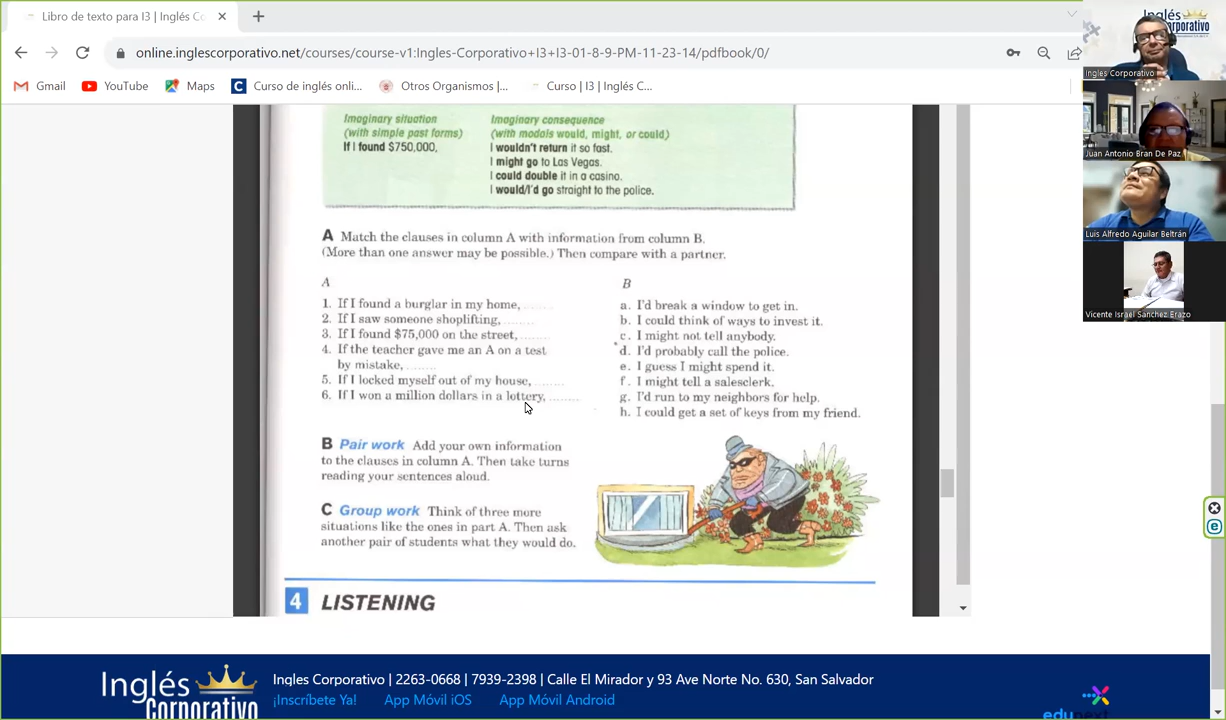 Libro de texto para I3 | Inglés Co
online.inglescorporativo.net/courses/course-v1:Ingles-Corporativo+I3+I3-01-8-9-PM-11-23-14/pdfbook/0/
Gmail YouTube Maps Curso de inglés onli... Otros Organismos |... Curso | I3 | Inglés C...
Inglés
Corporativo
Ingles Corporativo
Juan Antonio Bran De Paz
Luis Alfredo Aguilar Beltrán
Vicente Israel Sanchez Erazo
Imaginary situation Imaginary consequence
(with simple past forms) (with modals would, might, or could)
If I found $750,000, I wouldn't return it so fast.
I might go to Las Vegas.
I could double it in a casino.
I would/I'd go straight to the police.
A Match the clauses in column A with information from column B.
(More than one answer may be possible.) Then compare with a partner.
A
1. If I found a burglar in my home, ........
2. If I saw someone shoplifting, ........
3. If I found $75,000 on the street, ........
4. If the teacher gave me an A on a test
by mistake, ........
5. If I locked myself out of my house, ........
6. If I won a million dollars in a lottery, ........
B
a. I'd break a window to get in.
b. I could think of ways to invest it.
c. I might not tell anybody.
d. I'd probably call the police.
e. I guess I might spend it.
f. I might tell a salesclerk.
g. I'd run to my neighbors for help.
h. I could get a set of keys from my friend.
B Pair work Add your own information
to the clauses in column A. Then take turns
reading your sentences aloud.
C Group work Think of three more
situations like the ones in part A. Then ask
another pair of students what they would do.
4 LISTENING
Inglés
Corporativo
Ingles Corporativo | 2263-0668 | 7939-2398 | Calle El Mirador y 93 Ave Norte No. 630, San Salvador
¡Inscríbete Ya! App Móvil iOS App Móvil Android
edunext